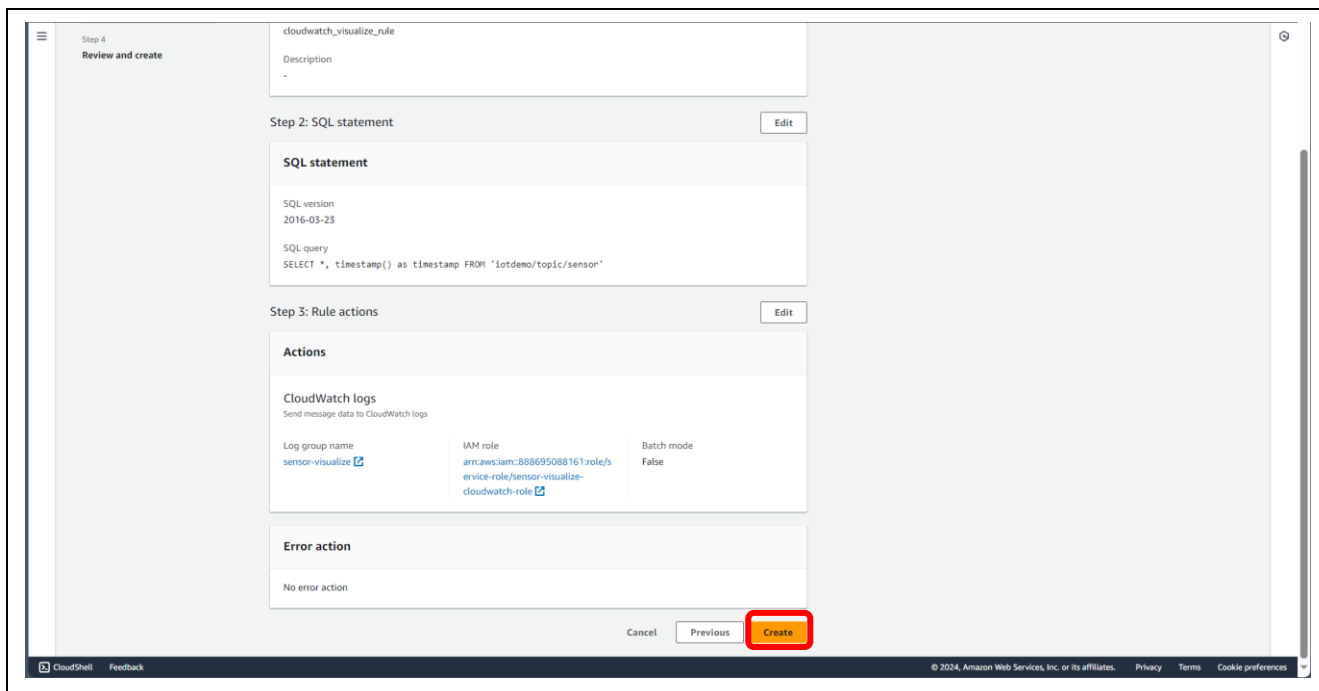 Step 4
Review and create
cloudwatch_visualize_rule
Description
-
Step 2: SQL statement
Edit
SQL statement
SQL version
2016-03-23
SQL query
SELECT *, timestamp() as timestamp FROM 'iotdemo/topic/sensor'
Step 3: Rule actions
Edit
Actions
CloudWatch logs
Send message data to CloudWatch logs
Log group name
sensor-visualize
IAM role
arn:aws:iam::888695088161:role/s
ervice-role/sensor-visualize-
cloudwatch-role
Batch mode
False
Error action
No error action
Cancel
Previous
Create
CloudShell
Feedback
© 2024, Amazon Web Services, Inc. or its affiliates.
Privacy
Terms
Cookie preferences